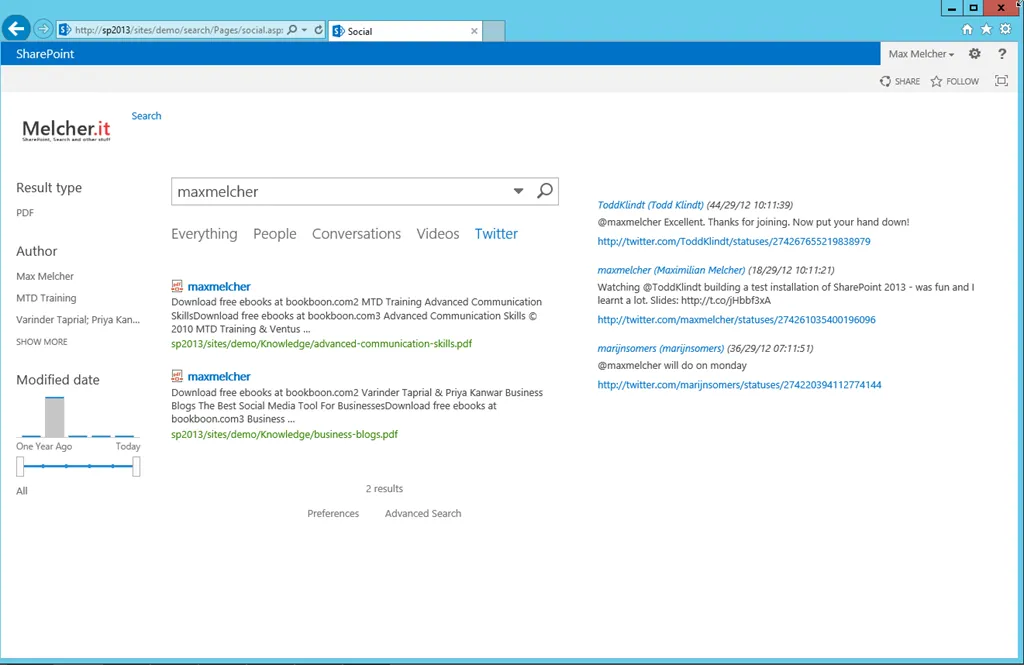 http://sp2013/sites/demo/search/Pages/social.asp:
Social
SharePoint
Max Melcher
?
SHARE
FOLLOW
Melcher.it
Sharepoint, Search and other stuff
Search
Result type
PDF
Author
Max Melcher
MTD Training
Varinder Taprial; Priya Kan...
SHOW MORE
Modified date
One Year Ago
Today
All
maxmelcher
Everything
People
Conversations
Videos
Twitter
maxmelcher
Download free ebooks at bookboon.com2 MTD Training Advanced Communication
SkillsDownload free ebooks at bookboon.com3 Advanced Communication Skills ©
2010 MTD Training & Ventus ...
sp2013/sites/demo/Knowledge/advanced-communication-skills.pdf
maxmelcher
Download free ebooks at bookboon.com2 Varinder Taprial & Priya Kanwar Business
Blogs The Best Social Media Tool For BusinessesDownload free ebooks at
bookboon.com3 Business ...
sp2013/sites/demo/Knowledge/business-blogs.pdf
2 results
Preferences
Advanced Search
ToddKlindt (Todd Klindt) (44/29/12 10:11:39)
@maxmelcher Excellent. Thanks for joining. Now put your hand down!
http://twitter.com/ToddKlindt/statuses/274267655219838979
maxmelcher (Maximilian Melcher) (18/29/12 10:11:21)
Watching @ToddKlindt building a test installation of SharePoint 2013 - was fun and I
learnt a lot. Slides: http://t.co/jHbbf3xA
http://twitter.com/maxmelcher/statuses/274261035400196096
marijnsomers (marijnsomers) (36/29/12 07:11:51)
@maxmelcher will do on monday
http://twitter.com/marijnsomers/statuses/274220394112774144